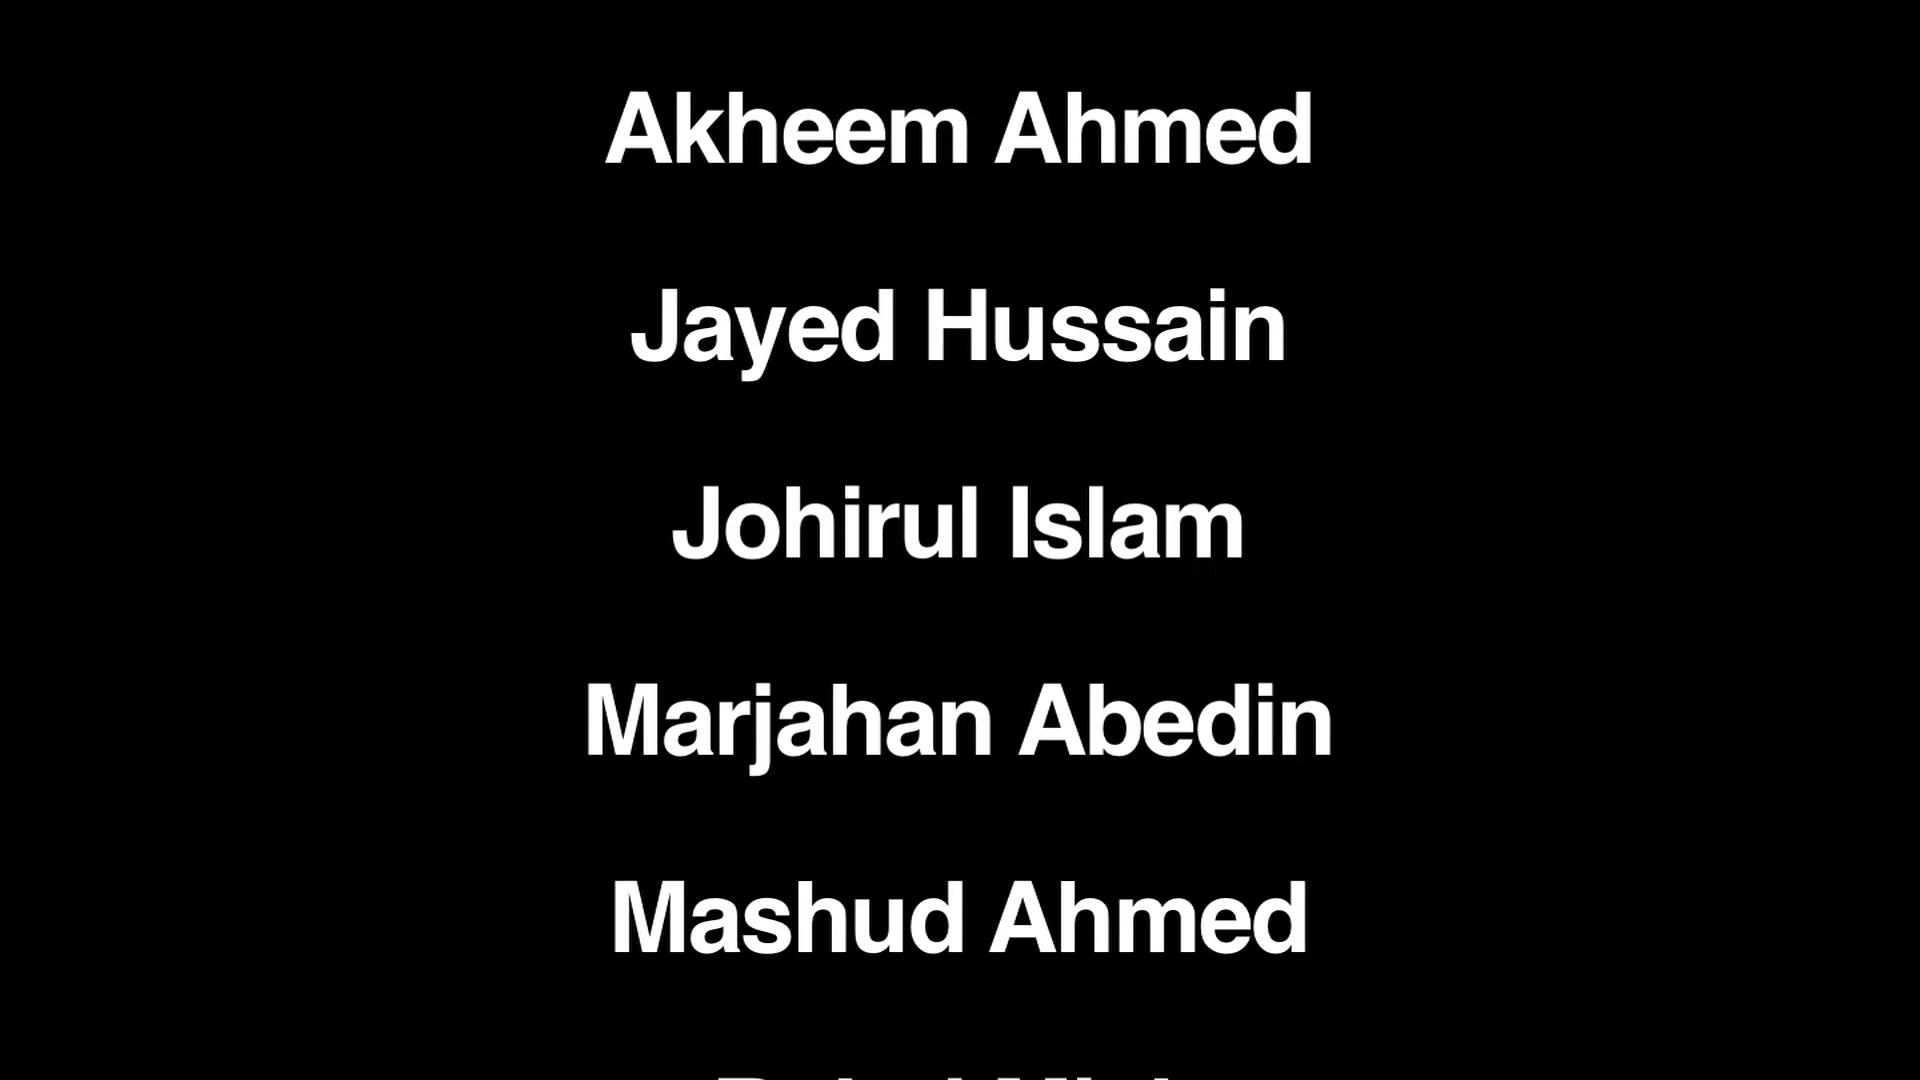 Akheem Ahmed
Jayed Hussain
Johirul Islam
Marjahan Abedin
Mashud Ahmed